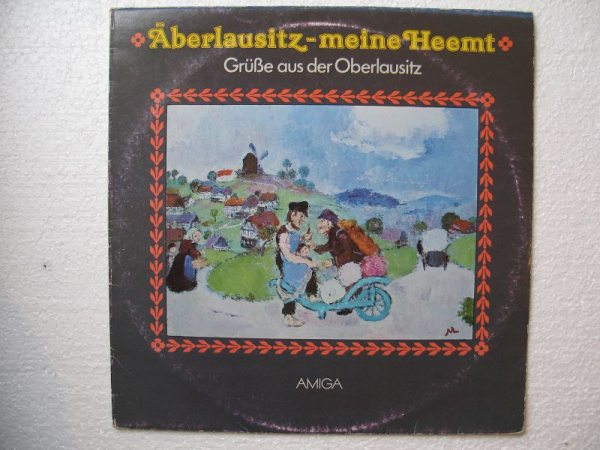 Äberlausitz-meine Heemt
Grüße aus der Oberlausitz
AMIGA